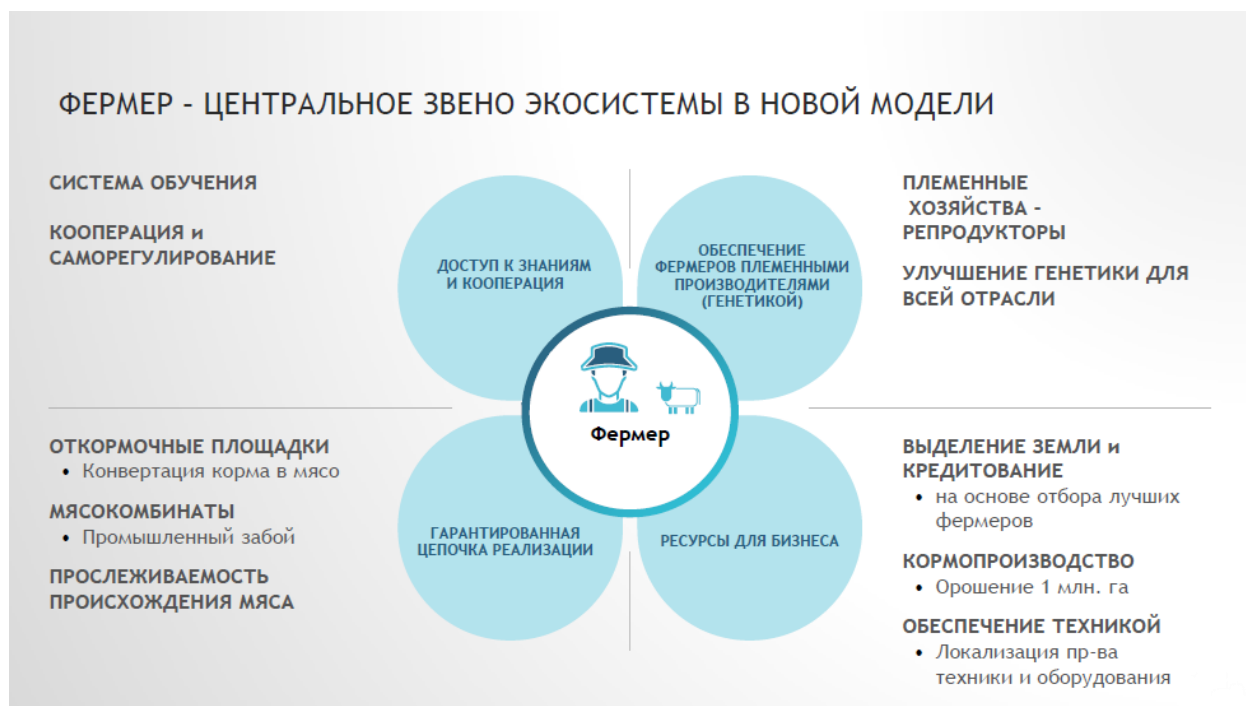 ФЕРМЕР – ЦЕНТРАЛЬНОЕ ЗВЕНО ЭКОСИСТЕМЫ В НОВОЙ МОДЕЛИ
СИСТЕМА ОБУЧЕНИЯ
КООПЕРАЦИЯ и
САМОРЕГУЛИРОВАНИЕ
ДОСТУП К ЗНАНИЯМ
И КООПЕРАЦИЯ
ОБЕСПЕЧЕНИЕ
ФЕРМЕРОВ ПЛЕМЕННЫМИ
ПРОИЗВОДИТЕЛЯМИ
(ГЕНЕТИКОЙ)
ПЛЕМЕННЫЕ
ХОЗЯЙСТВА -
РЕПРОДУКТОРЫ
УЛУЧШЕНИЕ ГЕНЕТИКИ ДЛЯ
ВСЕЙ ОТРАСЛИ
Фермер
ОТКОРМОЧНЫЕ ПЛОЩАДКИ
• Конвертация корма в мясо
МЯСОКОМБИНАТЫ
• Промышленный забой
ПРОСЛЕЖИВАЕМОСТЬ
ПРОИСХОЖДЕНИЯ МЯСА
ГАРАНТИРОВАННАЯ
ЦЕПОЧКА РЕАЛИЗАЦИИ
РЕСУРСЫ ДЛЯ БИЗНЕСА
ВЫДЕЛЕНИЕ ЗЕМЛИ и
КРЕДИТОВАНИЕ
• на основе отбора лучших
фермеров
КОРМОПРОИЗВОДСТВО
• Орошение 1 млн. га
ОБЕСПЕЧЕНИЕ ТЕХНИКОЙ
• Локализация пр-ва
техники и оборудования